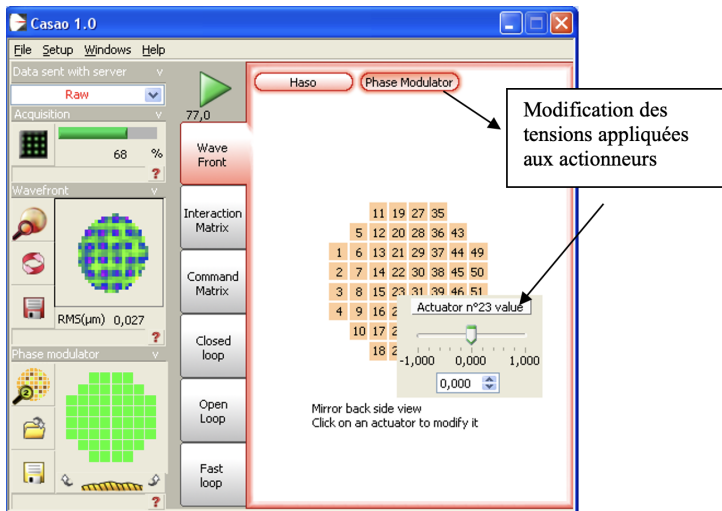 Casao 1.0
File Setup Windows Help
Data sent with server v
Raw
Acquisition v
68 %
?
Wavefront v
RMS(µm) 0,027
?
Phase modulator v
2
?
77,0
Wave
Front
Interaction
Matrix
Command
Matrix
Closed
loop
Open
Loop
Fast
loop
Haso Phase Modulator
11 19 27 35
5 12 20 28 36 43
1 6 13 21 29 37 44 49
2 7 14 22 30 38 45 50
3 8 15 23 31 39 46 51
4 9 16 2
10 17 2
18 2
Actuator n°23 value
-1,000 0,000 1,000
0,000
Mirror back side view
Click on an actuator to modify it
Modification des
tensions appliquées
aux actionneurs